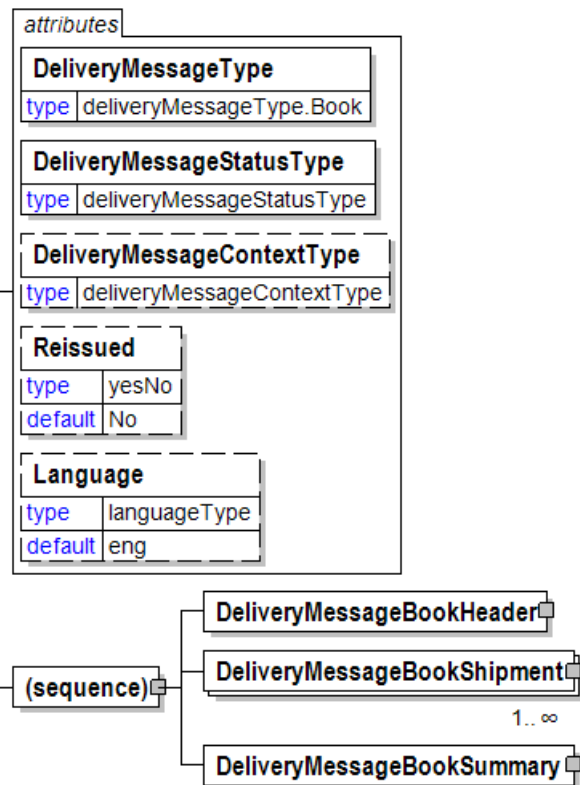 attributes
DeliveryMessageType
type deliveryMessageType.Book
DeliveryMessageStatusType
type deliveryMessageStatusType
DeliveryMessageContextType
type deliveryMessageContextType
Reissued
type yesNo
default No
Language
type languageType
default eng
DeliveryMessageBookHeader
(sequence)
DeliveryMessageBookShipment
1.. ∞
DeliveryMessageBookSummary